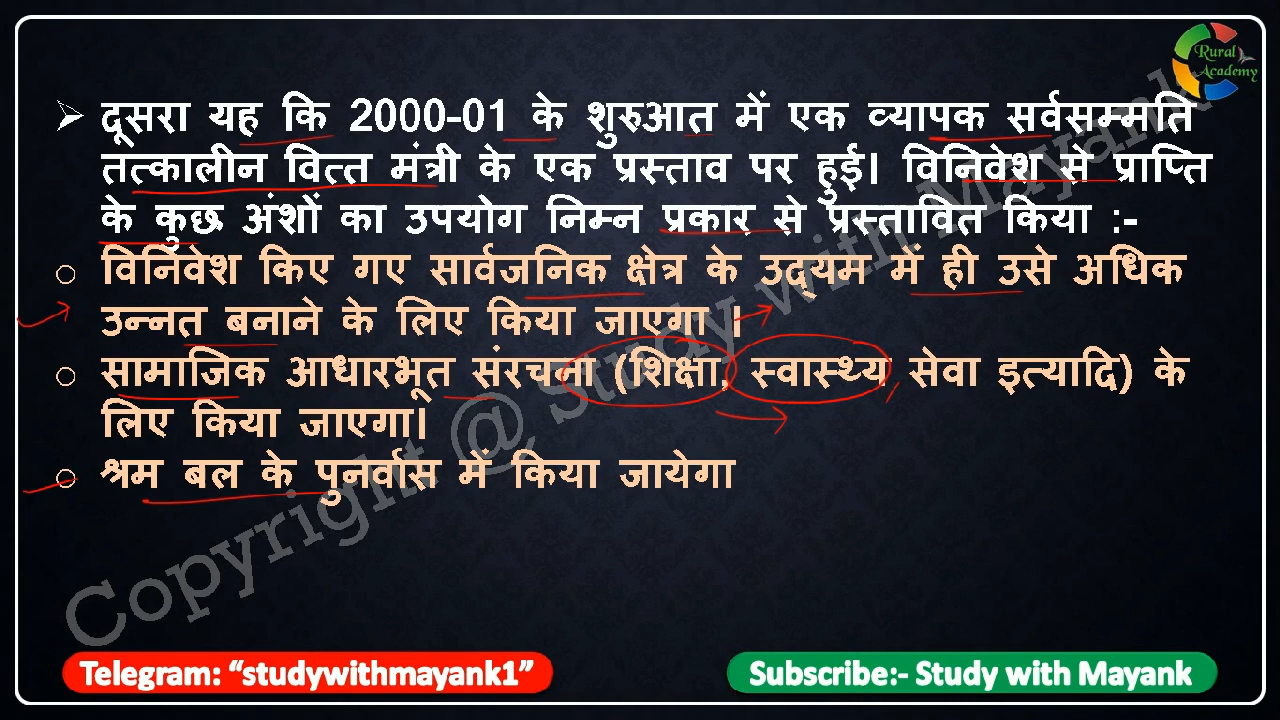 Rural
Academy
➢ दूसरा यह कि 2000-01 के शुरुआत में एक व्यापक सर्वसम्मति
तत्कालीन वित्त मंत्री के एक प्रस्ताव पर हुई। विनिवेश से प्राप्ति
के कुछ अंशों का उपयोग निम्न प्रकार से प्रस्तावित किया :-
o विनिवेश किए गए सार्वजनिक क्षेत्र के उद्यम में ही उसे अधिक
उन्नत बनाने के लिए किया जाएगा ।
o सामाजिक आधारभूत संरचना (शिक्षा, स्वास्थ्य सेवा इत्यादि) के
लिए किया जाएगा।
o श्रम बल के पुनर्वास में किया जायेगा
Copyright @ Study with Mayank
Telegram: “studywithmayank1”
Subscribe:- Study with Mayank